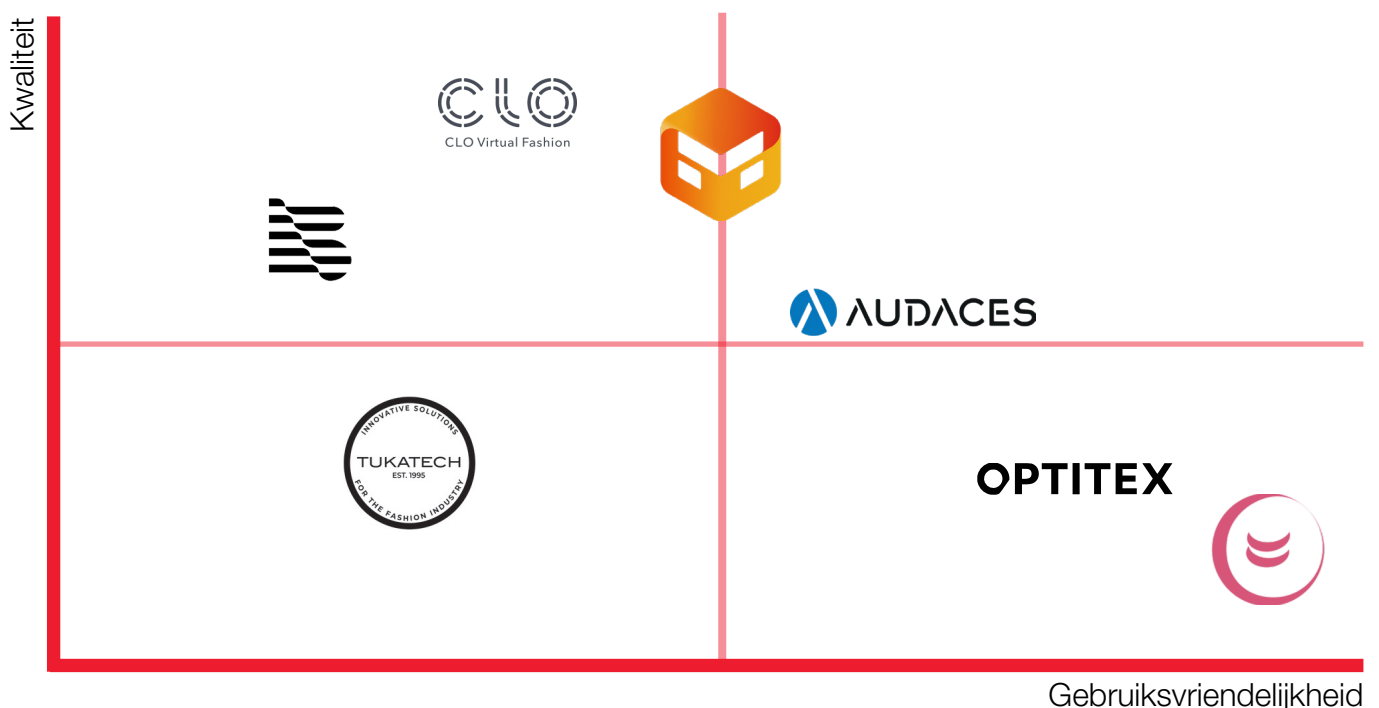 Kwaliteit
CLO
CLO Virtual Fashion
AUDACES
INNOVATIVE SOLUTIONS
TUKATECH
EST. 1995
FOR THE FASHION INDUSTRY
OPTITEX
Gebruiksvriendelijkheid